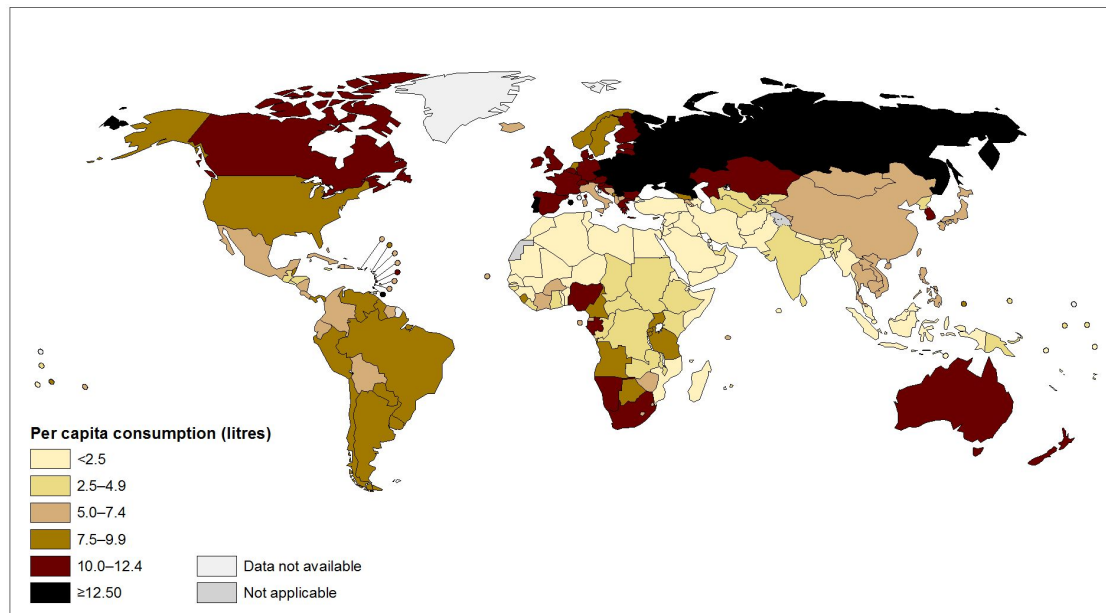 Per capita consumption (litres)
<2.5
2.5–4.9
5.0–7.4
7.5–9.9
10.0–12.4
≥12.50
Data not available
Not applicable